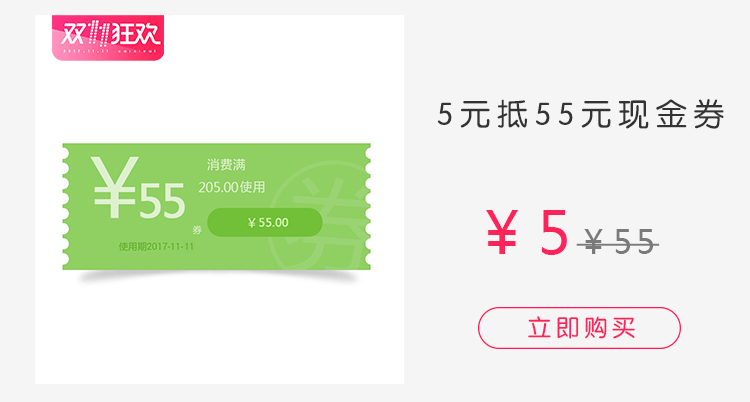 双11狂欢
5元抵55元现金券
¥55
消费满
205.00使用
券
¥55.00
券
使用期2017-11-11
¥5 ¥55
立即购买